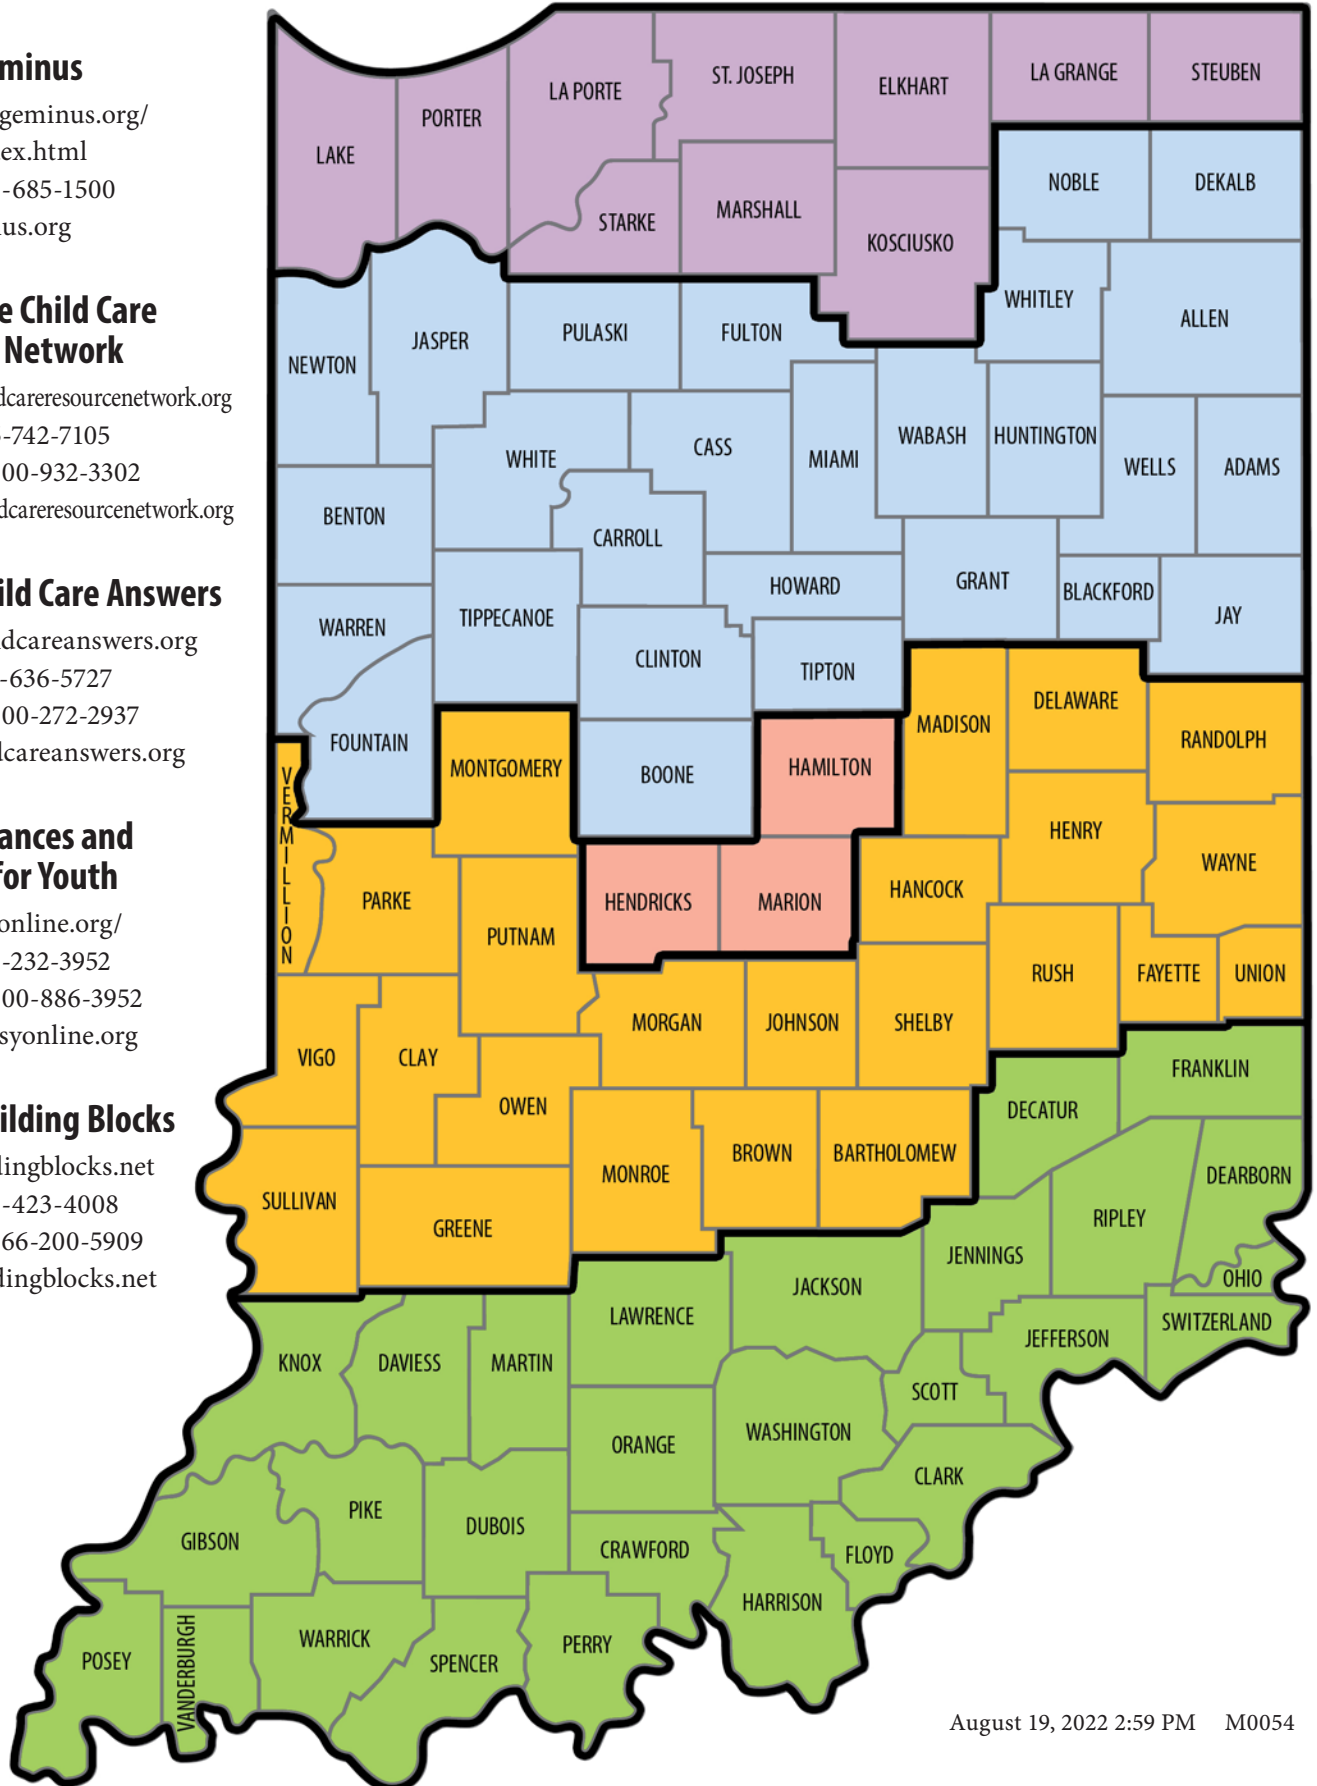 minus
geminus.org/
ex.html
-685-1500
us.org
e Child Care
Network
dcareresourcenetwork.org
-742-7105
00-932-3302
dcareresourcenetwork.org
ild Care Answers
dcareanswers.org
-636-5727
00-272-2937
dcareanswers.org
ances and
for Youth
yonline.org/
-232-3952
00-886-3952
syonline.org
ilding Blocks
dingblocks.net
-423-4008
66-200-5909
dingblocks.net
LAKE
PORTER
LA PORTE
ST. JOSEPH
ELKHART
LA GRANGE
STEUBEN
STARKE
MARSHALL
KOSCIUSKO
NOBLE
DEKALB
NEWTON
JASPER
PULASKI
FULTON
WHITLEY
ALLEN
WHITE
CASS
MIAMI
WABASH
HUNTINGTON
WELLS
ADAMS
BENTON
CARROLL
HOWARD
GRANT
BLACKFORD
JAY
WARREN
TIPPECANOE
CLINTON
TIPTON
FOUNTAIN
MONTGOMERY
BOONE
HAMILTON
MADISON
DELAWARE
RANDOLPH
VERMILLION
PARKE
PUTNAM
HENDRICKS
MARION
HANCOCK
HENRY
WAYNE
RUSH
FAYETTE
UNION
VIGO
CLAY
OWEN
MORGAN
JOHNSON
SHELBY
FRANKLIN
DECATUR
SULLIVAN
GREENE
MONROE
BROWN
BARTHOLOMEW
DEARBORN
RIPLEY
JENNINGS
OHIO
SWITZERLAND
JACKSON
LAWRENCE
JEFFERSON
KNOX
DAVIESS
MARTIN
SCOTT
ORANGE
WASHINGTON
CLARK
GIBSON
PIKE
DUBOIS
CRAWFORD
FLOYD
HARRISON
POSEY
VANDERBURGH
WARRICK
SPENCER
PERRY
August 19, 2022 2:59 PM M0054